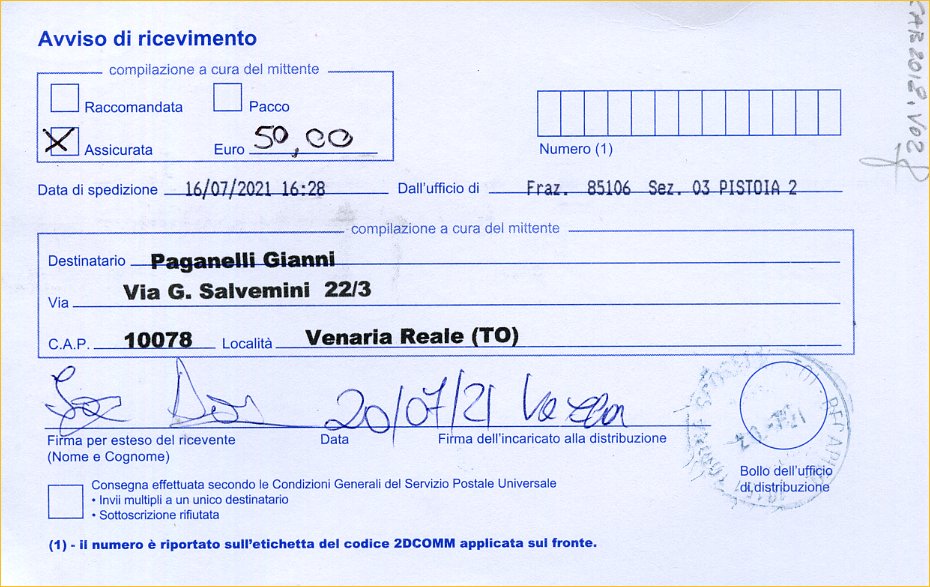 Avviso di ricevimento
compilazione a cura del mittente
Raccomandata Pacco
X Assicurata Euro 50,00
Numero (1)
Data di spedizione 16/07/2021 16:28 Dall'ufficio di Fraz. 85106 Sez. 03 PISTOIA 2
compilazione a cura del mittente
Destinatario Paganelli Gianni
Via Via G. Salvemini 22/3
C.A.P. 10078 Località Venaria Reale (TO)
20/07/21
Firma per esteso del ricevente Data Firma dell'incaricato alla distribuzione
(Nome e Cognome)
Bollo dell'ufficio
di distribuzione
Consegna effettuata secondo le Condizioni Generali del Servizio Postale Universale
• Invii multipli a un unico destinatario
• Sottoscrizione rifiutata
(1) - il numero è riportato sull'etichetta del codice 2DCOMM applicata sul fronte.